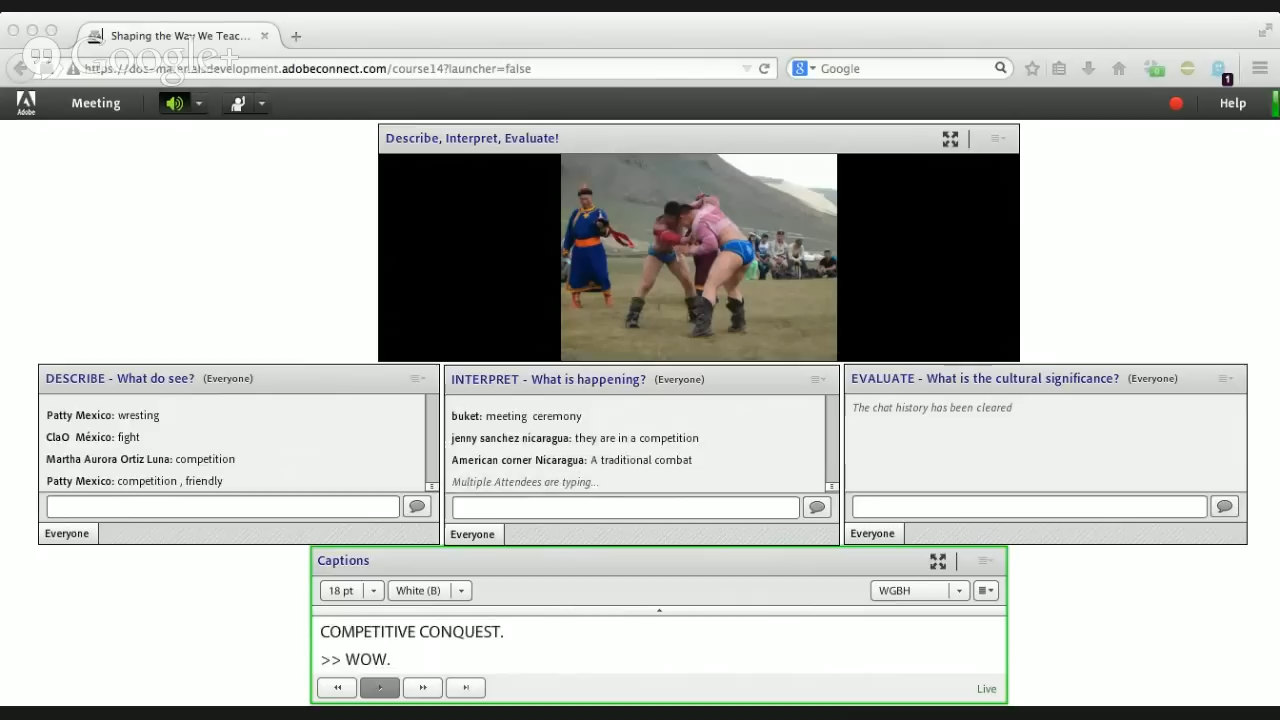 Shaping the Way We Teac...
Google+
adobeconnect.com/course14?launcher=false
Google
1
Adobe
Meeting
Help
Describe, Interpret, Evaluate!
DESCRIBE - What do see? (Everyone)
Patty Mexico: wresting
ClaO México: fight
Martha Aurora Ortiz Luna: competition
Patty Mexico: competition , friendly
Everyone
INTERPRET - What is happening? (Everyone)
buket: meeting ceremony
jenny sanchez nicaragua: they are in a competition
American corner Nicaragua: A traditional combat
Multiple Attendees are typing...
Everyone
EVALUATE - What is the cultural significance? (Everyone)
The chat history has been cleared
Everyone
Captions
18 pt
White (B)
WGBH
COMPETITIVE CONQUEST.
>> WOW.
Live